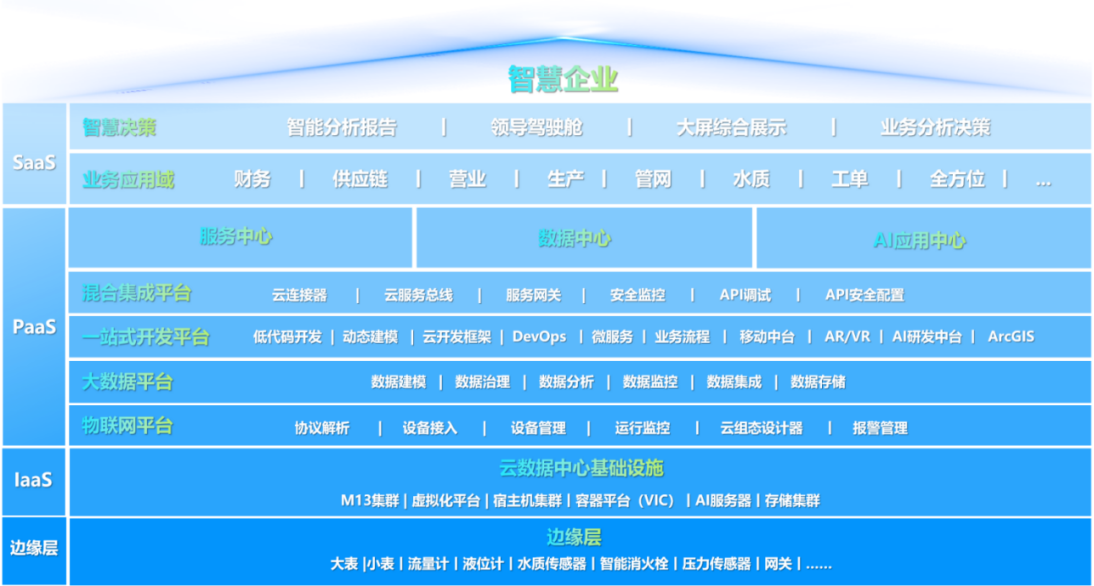 智慧企业
SaaS
智慧决策 智能分析报告 | 领导驾驶舱 | 大屏综合展示 | 业务分析决策
业务应用域 财务 | 供应链 | 营业 | 生产 | 管网 | 水质 | 工单 | 全方位 | ...
PaaS
服务中心 数据中心 AI应用中心
混合集成平台 云连接器 | 云服务总线 | 服务网关 | 安全监控 | API调试 | API安全配置
一站式开发平台 低代码开发 | 动态建模 | 云开发框架 | DevOps | 微服务 | 业务流程 | 移动中台 | AR/VR | AI研发中台 | ArcGIS
大数据平台 数据建模 | 数据治理 | 数据分析 | 数据监控 | 数据集成 | 数据存储
物联网平台 协议解析 | 设备接入 | 设备管理 | 运行监控 | 云组态设计器 | 报警管理
IaaS
云数据中心基础设施
M13集群 | 虚拟化平台 | 宿主机集群 | 容器平台（VIC） | AI服务器 | 存储集群
边缘层
边缘层
大表 |小表 | 流量计 | 液位计 | 水质传感器 | 智能消火栓 | 压力传感器 | 网关 | ......